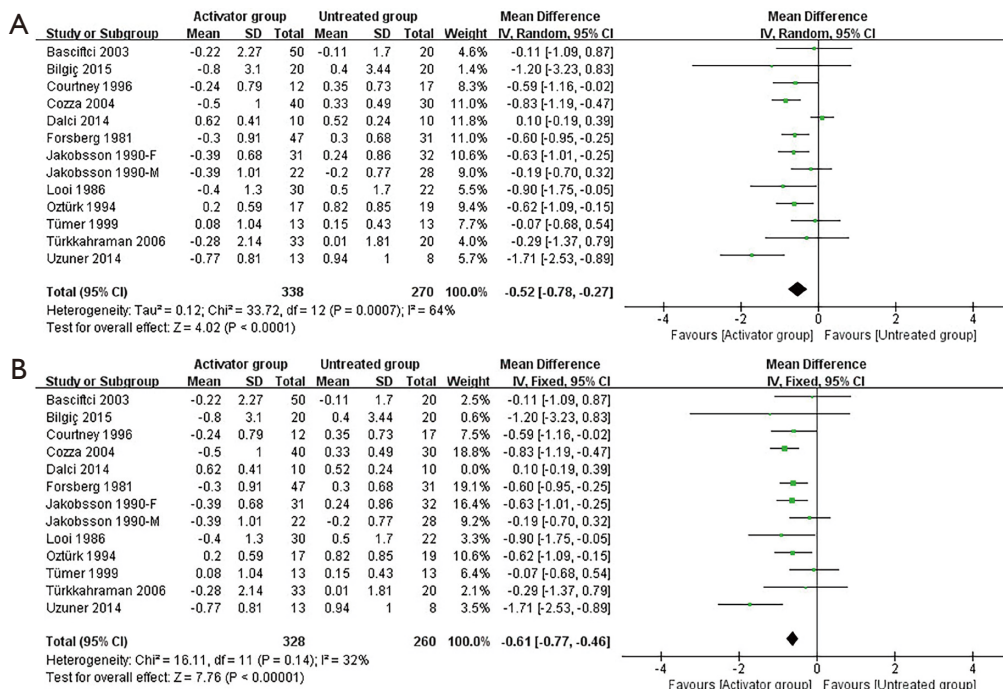 A
Activator group Untreated group Mean Difference Mean Difference
Study or Subgroup Mean SD Total Mean SD Total Weight IV, Random, 95% CI IV, Random, 95% CI
Basciftci 2003 -0.22 2.27 50 -0.11 1.7 20 4.6% -0.11 [-1.09, 0.87]
Bilgiç 2015 -0.8 3.1 20 0.4 3.44 20 1.4% -1.20 [-3.23, 0.83]
Courtney 1996 -0.24 0.79 12 0.35 0.73 17 8.3% -0.59 [-1.16, -0.02]
Cozza 2004 -0.5 1 40 0.33 0.49 30 11.0% -0.83 [-1.19, -0.47]
Dalci 2014 0.62 0.41 10 0.52 0.24 10 11.8% 0.10 [-0.19, 0.39]
Forsberg 1981 -0.3 0.91 47 0.3 0.68 31 11.0% -0.60 [-0.95, -0.25]
Jakobsson 1990-F -0.39 0.68 31 0.24 0.86 32 10.6% -0.63 [-1.01, -0.25]
Jakobsson 1990-M -0.39 1.01 22 -0.2 0.77 28 9.0% -0.19 [-0.70, 0.32]
Looi 1986 -0.4 1.3 30 0.5 1.7 22 5.5% -0.90 [-1.75, -0.05]
Oztürk 1994 0.2 0.59 17 0.82 0.85 19 9.4% -0.62 [-1.09, -0.15]
Tümer 1999 0.08 1.04 13 0.15 0.43 13 7.7% -0.07 [-0.68, 0.54]
Türkkahraman 2006 -0.28 2.14 33 0.01 1.81 20 4.0% -0.29 [-1.37, 0.79]
Uzuner 2014 -0.77 0.81 13 0.94 1 8 5.7% -1.71 [-2.53, -0.89]
Total (95% CI) 338 270 100.0% -0.52 [-0.78, -0.27]
Heterogeneity: Tau² = 0.12; Chi² = 33.72, df = 12 (P = 0.0007); I² = 64%
Test for overall effect: Z = 4.02 (P < 0.0001)
-4 -2 0 2 4
Favours [Activator group] Favours [Untreated group]
B
Activator group Untreated group Mean Difference Mean Difference
Study or Subgroup Mean SD Total Mean SD Total Weight IV, Fixed, 95% CI IV, Fixed, 95% CI
Basciftci 2003 -0.22 2.27 50 -0.11 1.7 20 2.5% -0.11 [-1.09, 0.87]
Bilgiç 2015 -0.8 3.1 20 0.4 3.44 20 0.6% -1.20 [-3.23, 0.83]
Courtney 1996 -0.24 0.79 12 0.35 0.73 17 7.5% -0.59 [-1.16, -0.02]
Cozza 2004 -0.5 1 40 0.33 0.49 30 18.8% -0.83 [-1.19, -0.47]
Dalci 2014 0.62 0.41 10 0.52 0.24 10 0.0% 0.10 [-0.19, 0.39]
Forsberg 1981 -0.3 0.91 47 0.3 0.68 31 19.1% -0.60 [-0.95, -0.25]
Jakobsson 1990-F -0.39 0.68 31 0.24 0.86 32 16.4% -0.63 [-1.01, -0.25]
Jakobsson 1990-M -0.39 1.01 22 -0.2 0.77 28 9.2% -0.19 [-0.70, 0.32]
Looi 1986 -0.4 1.3 30 0.5 1.7 22 3.3% -0.90 [-1.75, -0.05]
Oztürk 1994 0.2 0.59 17 0.82 0.85 19 10.6% -0.62 [-1.09, -0.15]
Tümer 1999 0.08 1.04 13 0.15 0.43 13 6.4% -0.07 [-0.68, 0.54]
Türkkahraman 2006 -0.28 2.14 33 0.01 1.81 20 2.1% -0.29 [-1.37, 0.79]
Uzuner 2014 -0.77 0.81 13 0.94 1 8 3.5% -1.71 [-2.53, -0.89]
Total (95% CI) 328 260 100.0% -0.61 [-0.77, -0.46]
Heterogeneity: Chi² = 16.11, df = 11 (P = 0.14); I² = 32%
Test for overall effect: Z = 7.76 (P < 0.00001)
-4 -2 0 2 4
Favours [Activator group] Favours [Untreated group]